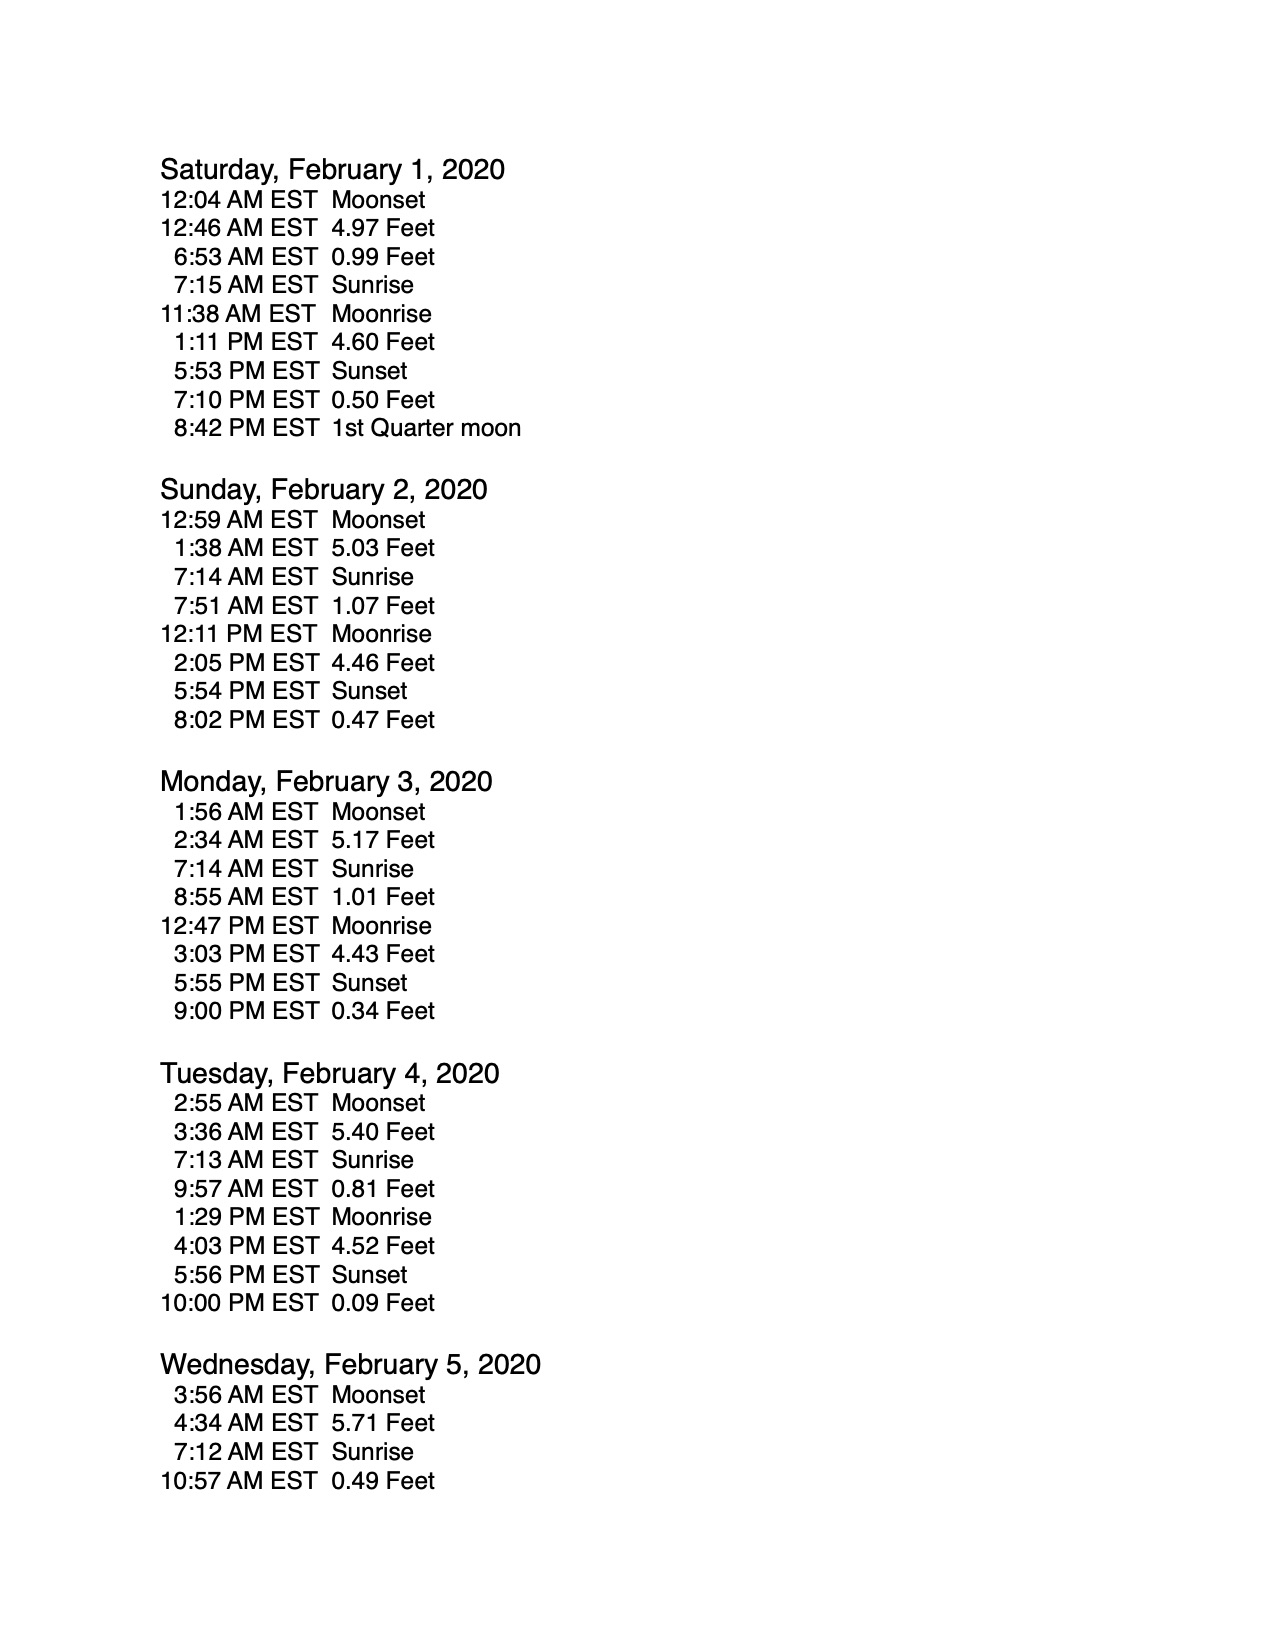 Saturday, February 1, 2020
12:04 AM EST Moonset
12:46 AM EST 4.97 Feet
6:53 AM EST 0.99 Feet
7:15 AM EST Sunrise
11:38 AM EST Moonrise
1:11 PM EST 4.60 Feet
5:53 PM EST Sunset
7:10 PM EST 0.50 Feet
8:42 PM EST 1st Quarter moon
Sunday, February 2, 2020
12:59 AM EST Moonset
1:38 AM EST 5.03 Feet
7:14 AM EST Sunrise
7:51 AM EST 1.07 Feet
12:11 PM EST Moonrise
2:05 PM EST 4.46 Feet
5:54 PM EST Sunset
8:02 PM EST 0.47 Feet
Monday, February 3, 2020
1:56 AM EST Moonset
2:34 AM EST 5.17 Feet
7:14 AM EST Sunrise
8:55 AM EST 1.01 Feet
12:47 PM EST Moonrise
3:03 PM EST 4.43 Feet
5:55 PM EST Sunset
9:00 PM EST 0.34 Feet
Tuesday, February 4, 2020
2:55 AM EST Moonset
3:36 AM EST 5.40 Feet
7:13 AM EST Sunrise
9:57 AM EST 0.81 Feet
1:29 PM EST Moonrise
4:03 PM EST 4.52 Feet
5:56 PM EST Sunset
10:00 PM EST 0.09 Feet
Wednesday, February 5, 2020
3:56 AM EST Moonset
4:34 AM EST 5.71 Feet
7:12 AM EST Sunrise
10:57 AM EST 0.49 Feet